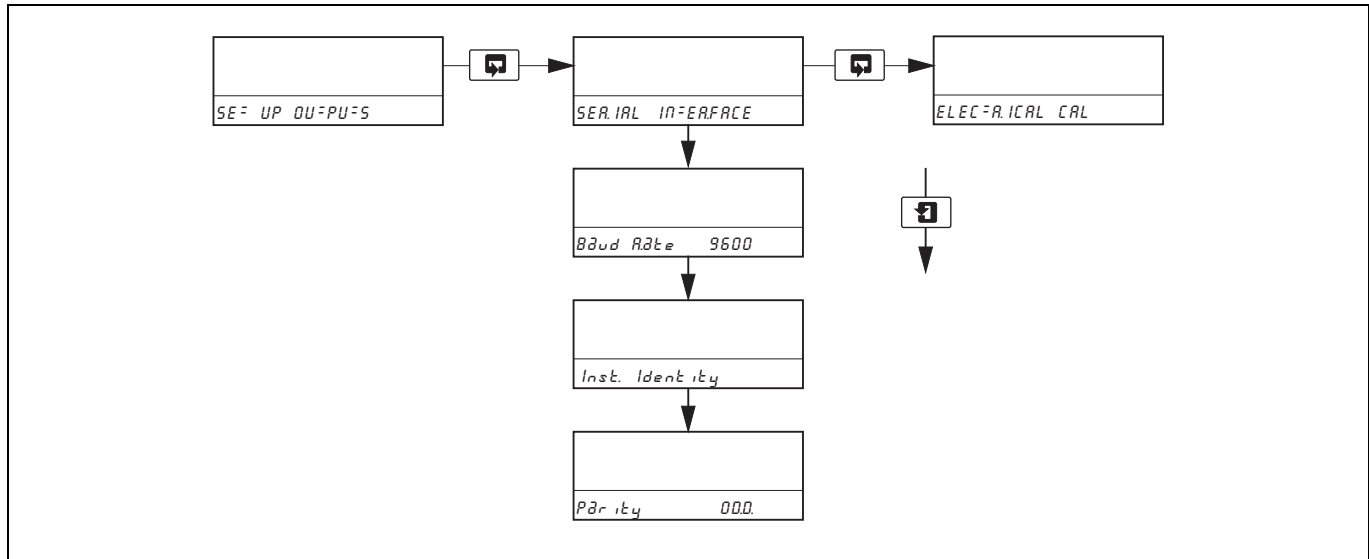 SET UP OUTPUTS
SERIAL INTERFACE
ELECTRICAL CAL
Baud Rate 9600
Inst. Identity
Parity ODD